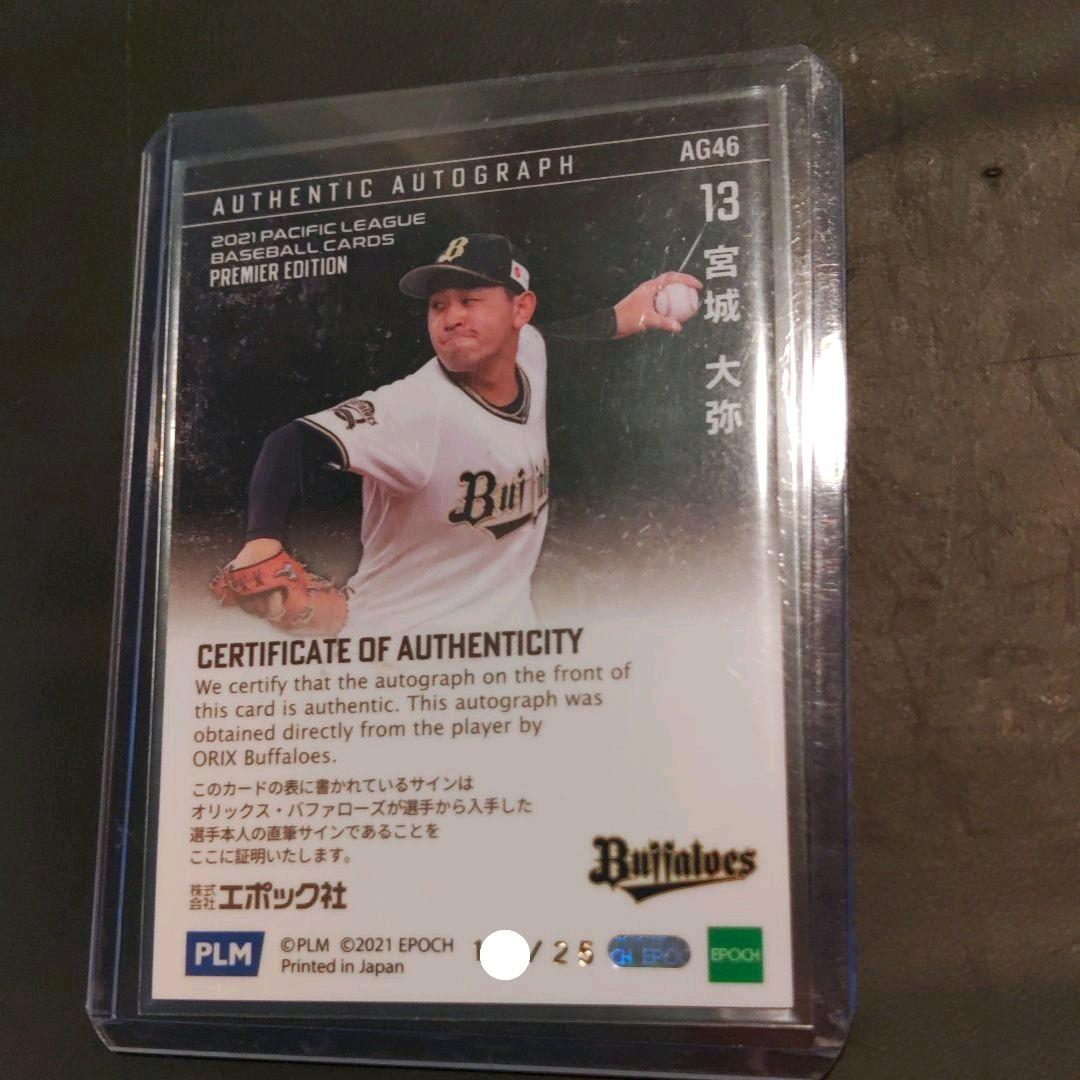 AUTHENTIC AUTOGRAPH
AG46
2021 PACIFIC LEAGUE
BASEBALL CARDS
PREMIER EDITION
13
宮城 大弥
B
Buffaloes
CERTIFICATE OF AUTHENTICITY
We certify that the autograph on the front of
this card is authentic. This autograph was
obtained directly from the player by
ORIX Buffaloes.
このカードの表に書かれているサインは
オリックス・バファローズが選手から入手した
選手本人の直筆サインであることを
ここに証明いたします。
Buffaloes
株式会社エポック社
PLM
©PLM ©2021 EPOCH
Printed in Japan
/25
EPOCH